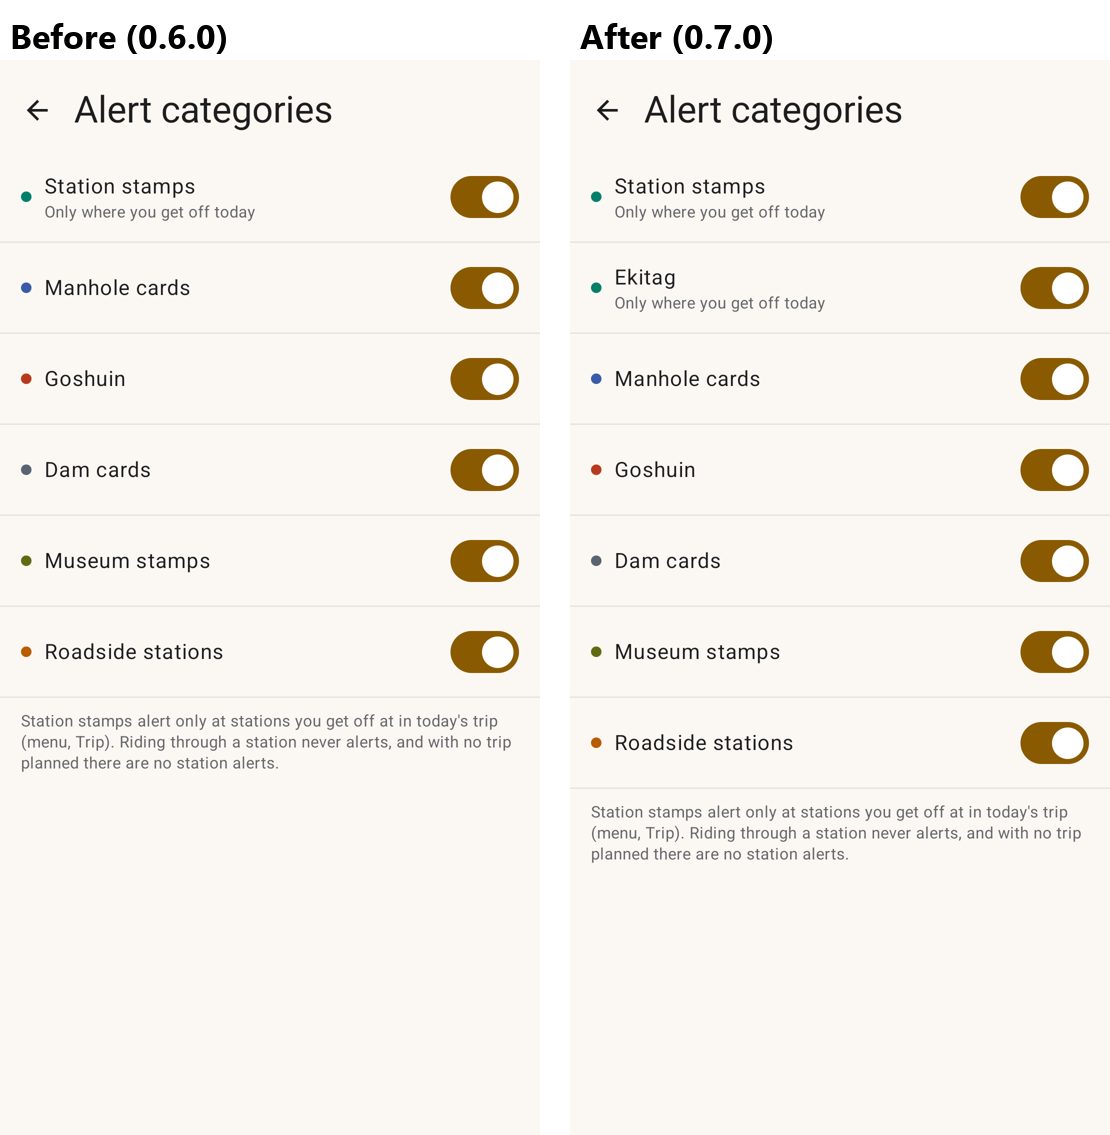 Before (0.6.0)
Alert categories
Station stamps
Only where you get off today
Manhole cards
Goshuin
Dam cards
Museum stamps
Roadside stations
Station stamps alert only at stations you get off at in today's trip
(menu, Trip). Riding through a station never alerts, and with no trip
planned there are no station alerts.
After (0.7.0)
Alert categories
Station stamps
Only where you get off today
Ekitag
Only where you get off today
Manhole cards
Goshuin
Dam cards
Museum stamps
Roadside stations
Station stamps alert only at stations you get off at in today's trip
(menu, Trip). Riding through a station never alerts, and with no trip
planned there are no station alerts.